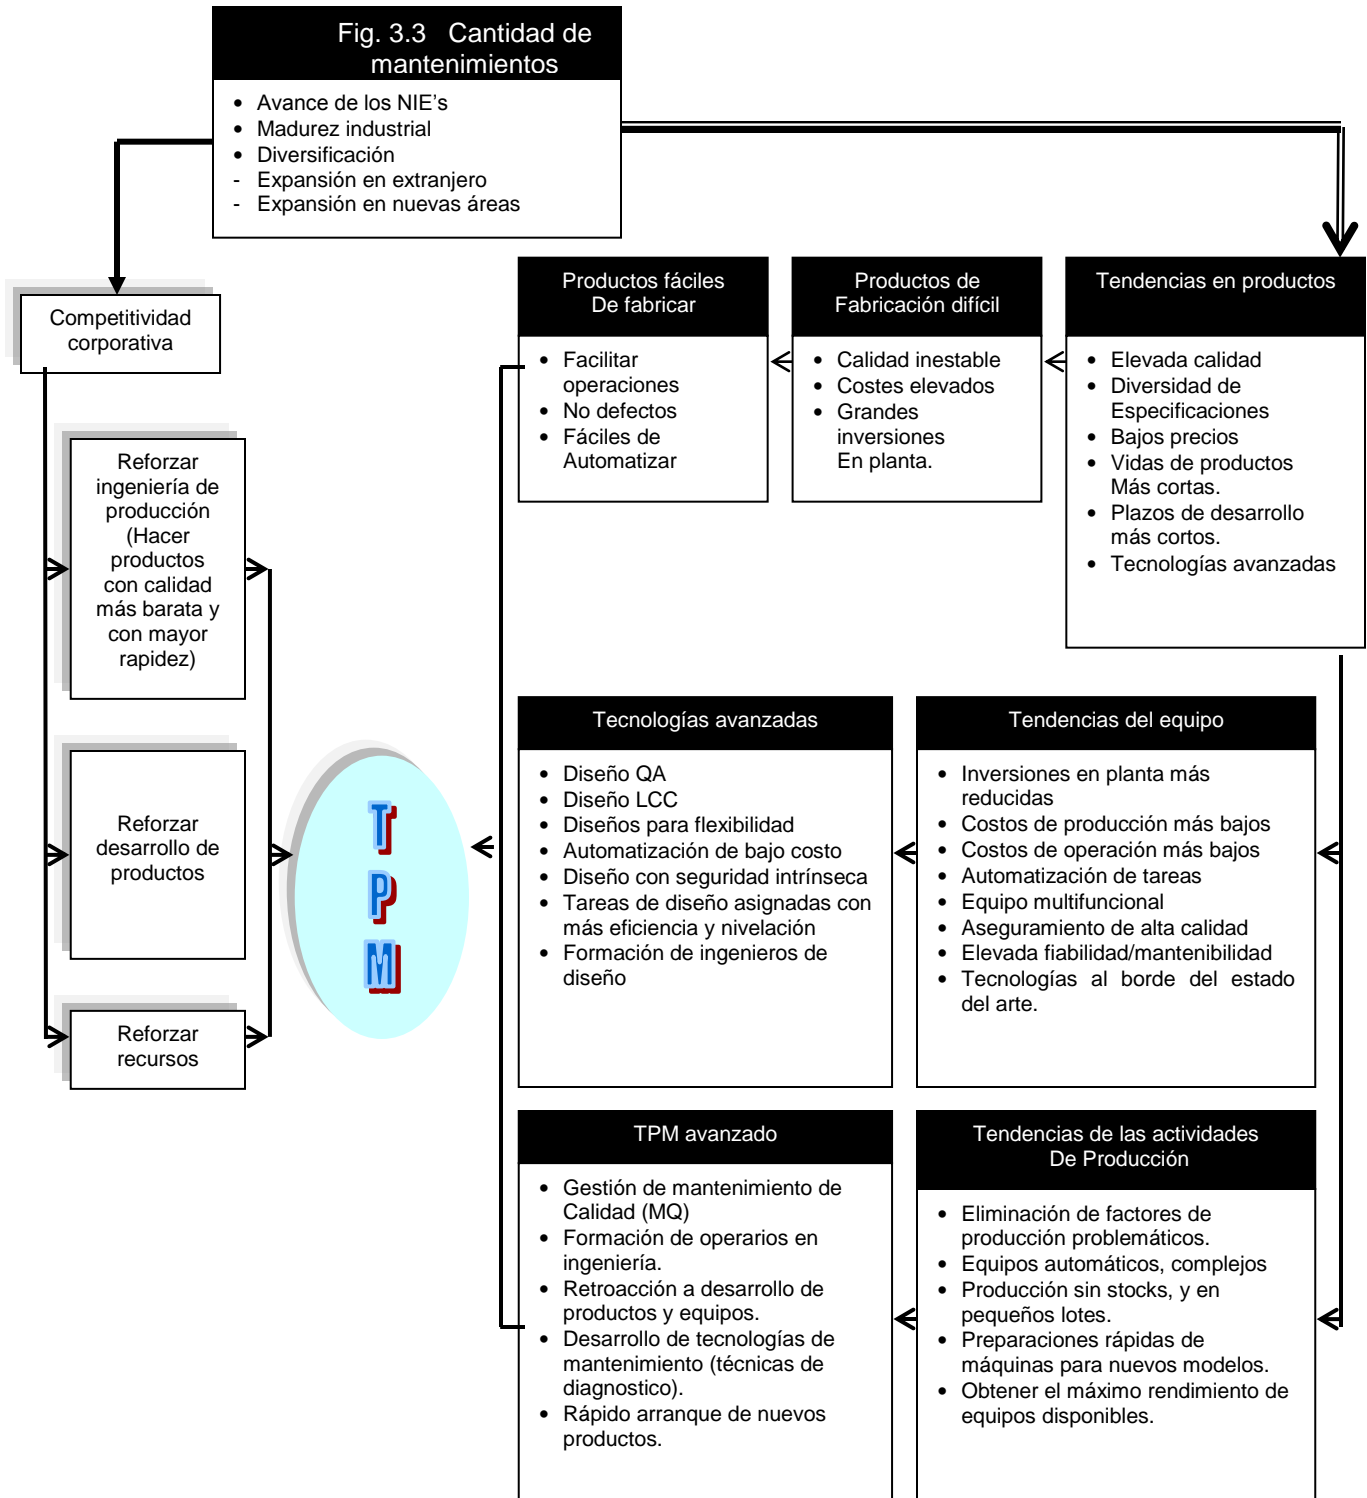 Fig. 3.3   Cantidad de
mantenimientos
• Avance de los NIE’s
• Madurez industrial
• Diversificación
- Expansión en extranjero
- Expansión en nuevas áreas
Competitividad
corporativa
Reforzar
ingeniería de
producción
(Hacer
productos
con calidad
más barata y
con mayor
rapidez)
Reforzar
desarrollo de
productos
Reforzar
recursos
T
P
M
Productos fáciles
De fabricar
• Facilitar
operaciones
• No defectos
• Fáciles de
Automatizar
Productos de
Fabricación difícil
• Calidad inestable
• Costes elevados
• Grandes
inversiones
En planta.
Tendencias en productos
• Elevada calidad
• Diversidad de
Especificaciones
• Bajos precios
• Vidas de productos
Más cortas.
• Plazos de desarrollo
más cortos.
• Tecnologías avanzadas
Tecnologías avanzadas
• Diseño QA
• Diseño LCC
• Diseños para flexibilidad
• Automatización de bajo costo
• Diseño con seguridad intrínseca
• Tareas de diseño asignadas con
más eficiencia y nivelación
• Formación de ingenieros de
diseño
Tendencias del equipo
• Inversiones en planta más
reducidas
• Costos de producción más bajos
• Costos de operación más bajos
• Automatización de tareas
• Equipo multifuncional
• Aseguramiento de alta calidad
• Elevada fiabilidad/mantenibilidad
• Tecnologías al borde del estado
del arte.
TPM avanzado
• Gestión de mantenimiento de
Calidad (MQ)
• Formación de operarios en
ingeniería.
• Retroacción a desarrollo de
productos y equipos.
• Desarrollo de tecnologías de
mantenimiento (técnicas de
diagnostico).
• Rápido arranque de nuevos
productos.
Tendencias de las actividades
De Producción
• Eliminación de factores de
producción problemáticos.
• Equipos automáticos, complejos
• Producción sin stocks, y en
pequeños lotes.
• Preparaciones rápidas de
máquinas para nuevos modelos.
• Obtener el máximo rendimiento de
equipos disponibles.